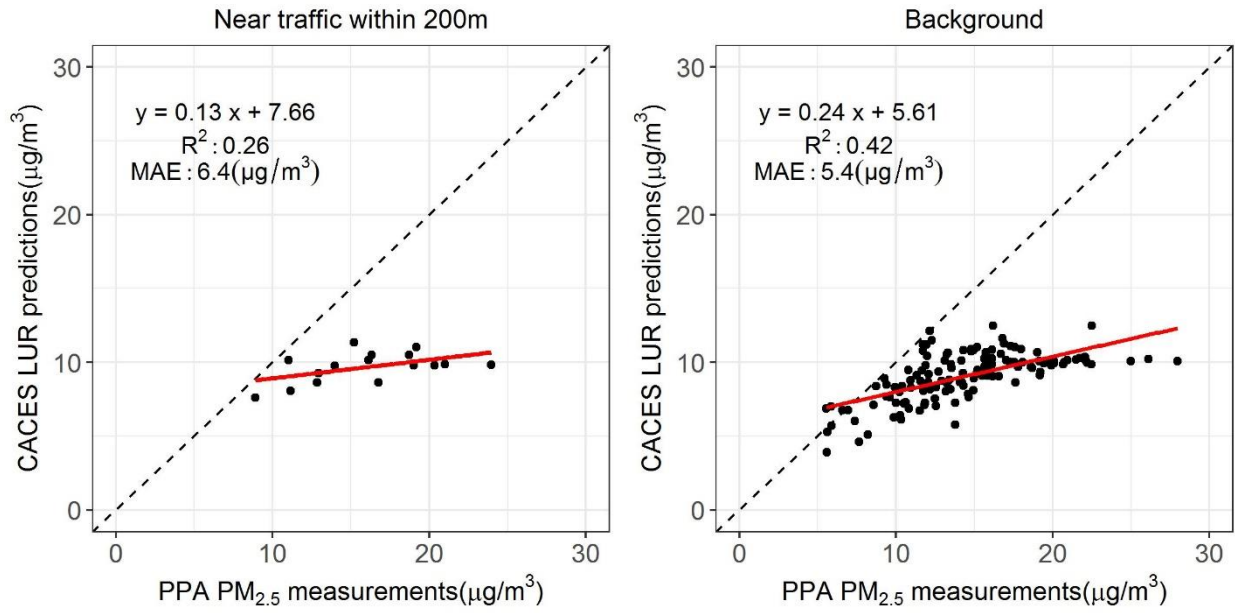 Near traffic within 200m
CACES LUR predictions(µg/m³)
30
20
10
0
y = 0.13 x + 7.66
R² : 0.26
MAE : 6.4(µg/m³)
0 10 20 30
PPA PM₂.₅ measurements(µg/m³)
Background
CACES LUR predictions(µg/m³)
30
20
10
0
y = 0.24 x + 5.61
R² : 0.42
MAE : 5.4(µg/m³)
0 10 20 30
PPA PM₂.₅ measurements(µg/m³)